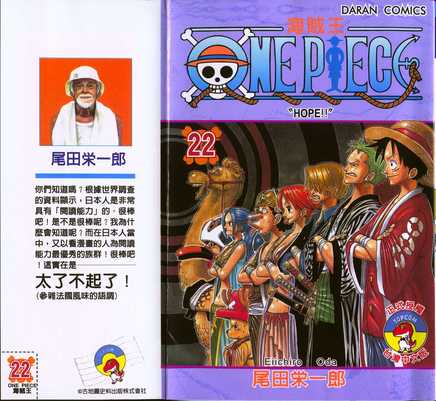 尾田栄一郎
你們知道嗎?根據世界調查
的資料顯示,日本人是非常
具有「閱讀能力」的。很棒
吧!是不是很棒呢?我為什
麼會知道呢?而在日本人當
中,又以看漫畫的人為閱讀
能力最優秀的族群!很棒吧
!這實在是──
太了不起了!
(參雜法國風味的語調)
22
ONE PIECE
海賊王
DARAN COMICS
海賊王
ONE PIECE
"HOPE!!"
22
正式授權
TOPCOM
台灣中文版
Eiichiro Oda
尾田栄一郎